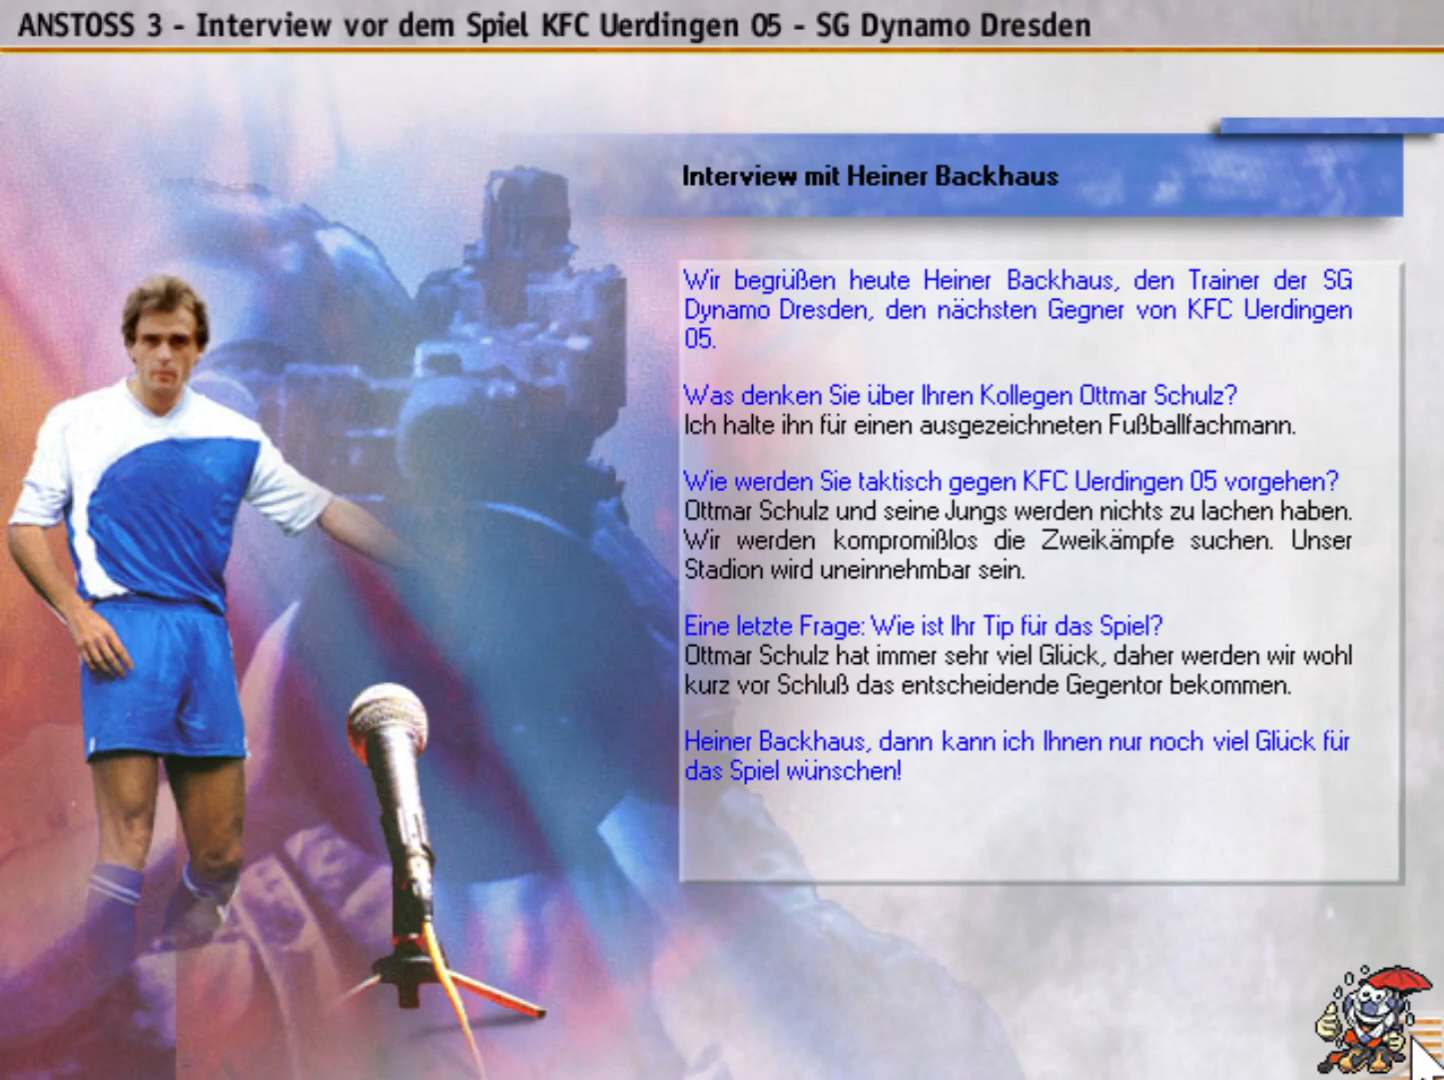 ANSTOSS 3 - Interview vor dem Spiel KFC Uerdingen 05 - SG Dynamo Dresden
Interview mit Heiner Backhaus
Wir begrüßen heute Heiner Backhaus, den Trainer der SG
Dynamo Dresden, den nächsten Gegner von KFC Uerdingen
05.
Was denken Sie über Ihren Kollegen Ottmar Schulz?
Ich halte ihn für einen ausgezeichneten Fußballfachmann.
Wie werden Sie taktisch gegen KFC Uerdingen 05 vorgehen?
Ottmar Schulz und seine Jungs werden nichts zu lachen haben.
Wir werden kompromißlos die Zweikämpfe suchen. Unser
Stadion wird uneinnehmbar sein.
Eine letzte Frage: Wie ist Ihr Tip für das Spiel?
Ottmar Schulz hat immer sehr viel Glück, daher werden wir wohl
kurz vor Schluß das entscheidende Gegentor bekommen.
Heiner Backhaus, dann kann ich Ihnen nur noch viel Glück für
das Spiel wünschen!